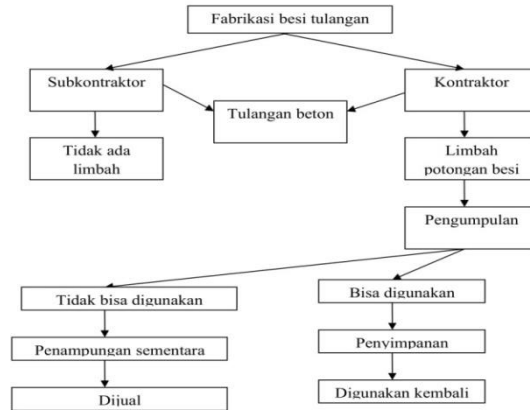 Fabrikasi besi tulangan
Subkontraktor
Kontraktor
Tulangan beton
Tidak ada
limbah
Limbah
potongan besi
Pengumpulan
Tidak bisa digunakan
Bisa digunakan
Penampungan sementara
Penyimpanan
Dijual
Digunakan kembali